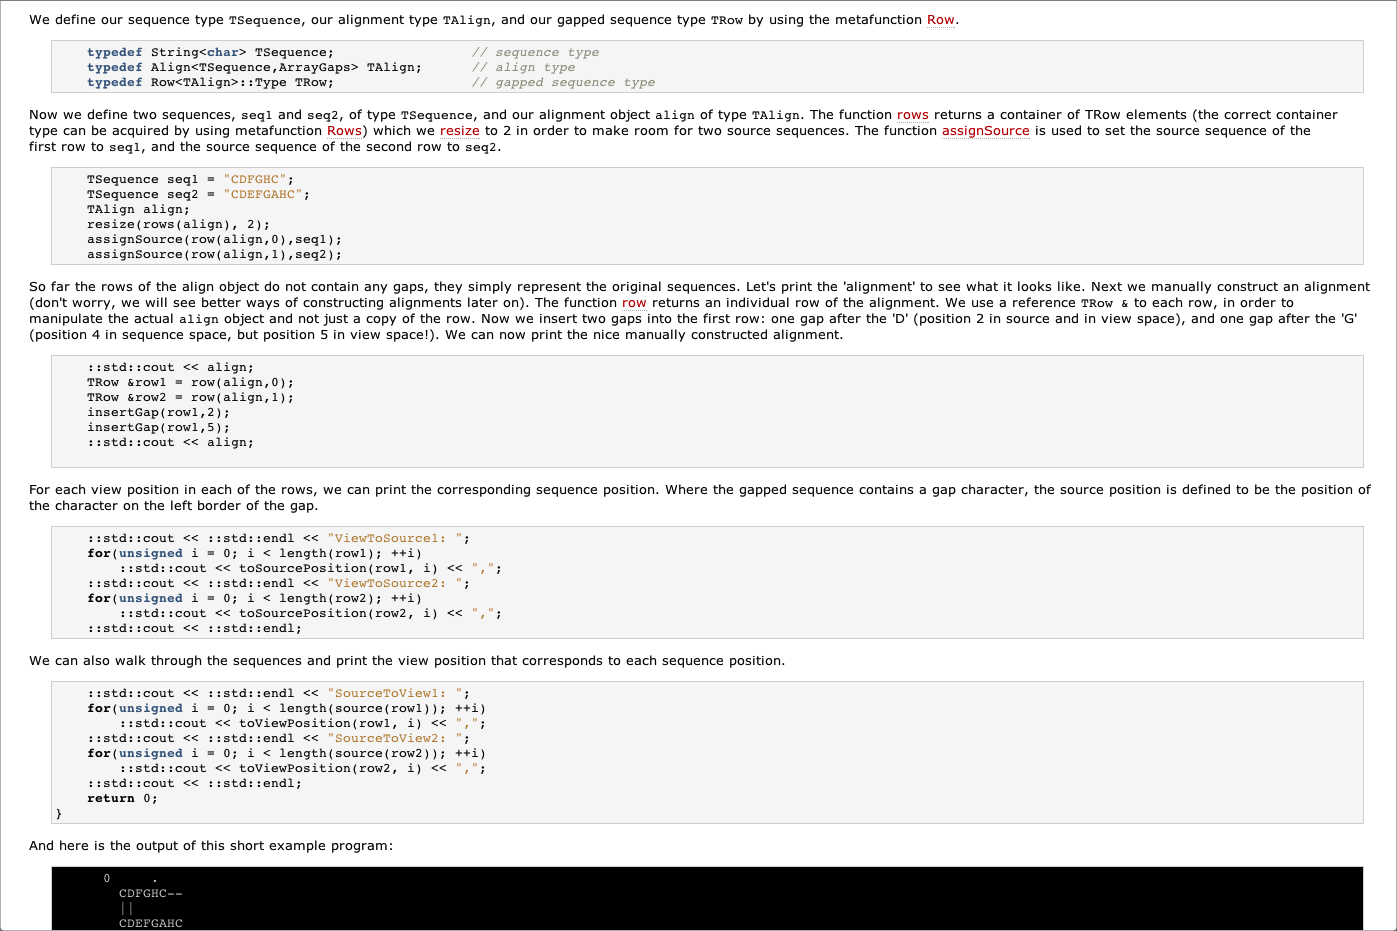 We define our sequence type TSequence, our alignment type TAlign, and our gapped sequence type TRow by using the metafunction Row.
typedef String<char> TSequence;                 // sequence type
typedef Align<TSequence,ArrayGaps> TAlign;      // align type
typedef Row<TAlign>::Type TRow;                 // gapped sequence type
Now we define two sequences, seq1 and seq2, of type TSequence, and our alignment object align of type TAlign. The function rows returns a container of TRow elements (the correct container
type can be acquired by using metafunction Rows) which we resize to 2 in order to make room for two source sequences. The function assignSource is used to set the source sequence of the
first row to seq1, and the source sequence of the second row to seq2.
TSequence seq1 = "CDFGHC";
TSequence seq2 = "CDEFGAHC";
TAlign align;
resize(rows(align), 2);
assignSource(row(align,0),seq1);
assignSource(row(align,1),seq2);
So far the rows of the align object do not contain any gaps, they simply represent the original sequences. Let's print the 'alignment' to see what it looks like. Next we manually construct an alignment
(don't worry, we will see better ways of constructing alignments later on). The function row returns an individual row of the alignment. We use a reference TRow & to each row, in order to
manipulate the actual align object and not just a copy of the row. Now we insert two gaps into the first row: one gap after the 'D' (position 2 in source and in view space), and one gap after the 'G'
(position 4 in sequence space, but position 5 in view space!). We can now print the nice manually constructed alignment.
::std::cout << align;
TRow &row1 = row(align,0);
TRow &row2 = row(align,1);
insertGap(row1,2);
insertGap(row1,5);
::std::cout << align;
For each view position in each of the rows, we can print the corresponding sequence position. Where the gapped sequence contains a gap character, the source position is defined to be the position of
the character on the left border of the gap.
::std::cout << ::std::endl << "ViewToSource1: ";
for(unsigned i = 0; i < length(row1); ++i)
    ::std::cout << toSourcePosition(row1, i) << ",";
::std::cout << ::std::endl << "ViewToSource2: ";
for(unsigned i = 0; i < length(row2); ++i)
    ::std::cout << toSourcePosition(row2, i) << ",";
::std::cout << ::std::endl;
We can also walk through the sequences and print the view position that corresponds to each sequence position.
::std::cout << ::std::endl << "SourceToView1: ";
for(unsigned i = 0; i < length(source(row1)); ++i)
    ::std::cout << toViewPosition(row1, i) << ",";
::std::cout << ::std::endl << "SourceToView2: ";
for(unsigned i = 0; i < length(source(row2)); ++i)
    ::std::cout << toViewPosition(row2, i) << ",";
::std::cout << ::std::endl;
return 0;
}
And here is the output of this short example program:
0     .
CDFGHC--
||
CDEFGAHC